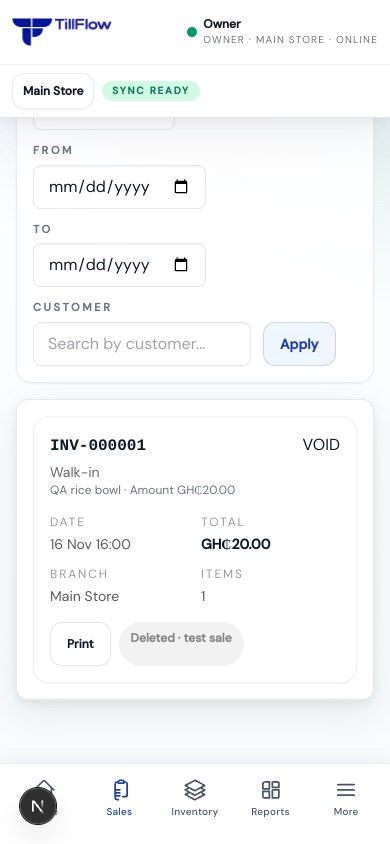 TillFlow
Owner
OWNER · MAIN STORE · ONLINE
Main Store
SYNC READY
FROM
mm/dd/yyyy
TO
mm/dd/yyyy
CUSTOMER
Search by customer...
Apply
INV-000001
VOID
Walk-in
QA rice bowl · Amount GH₵20.00
DATE
TOTAL
16 Nov 16:00
GH₵20.00
BRANCH
ITEMS
Main Store
1
Print
Deleted · test sale
N
Sales
Inventory
Reports
More